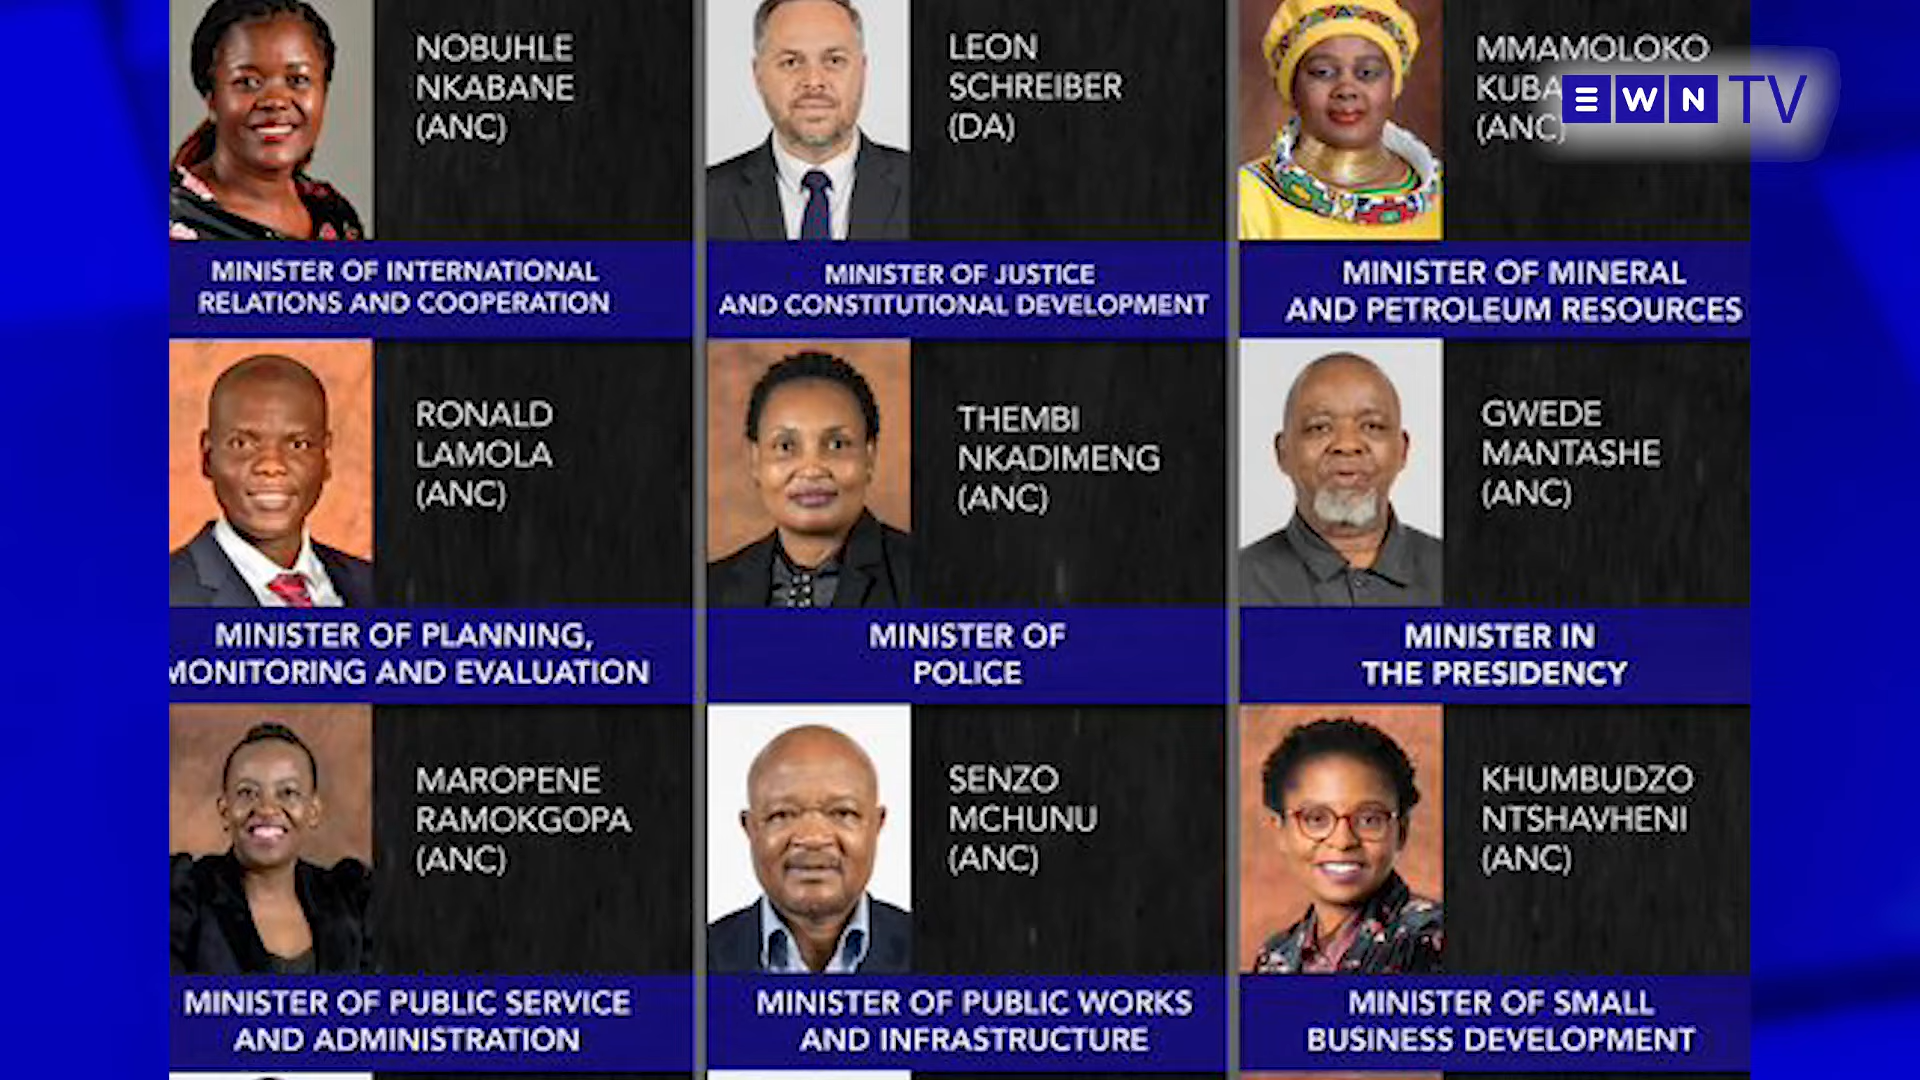 NOBUHLE
NKABANE
(ANC)
LEON
SCHREIBER
(DA)
MMAMOLOKO
(ANC)
EWN TV
MINISTER OF INTERNATIONAL
RELATIONS AND COOPERATION
MINISTER OF JUSTICE
AND CONSTITUTIONAL DEVELOPMENT
MINISTER OF MINERAL
AND PETROLEUM RESOURCES
RONALD
LAMOLA
(ANC)
THEMBI
NKADIMENG
(ANC)
GWEDE
MANTASHE
(ANC)
MINISTER OF PLANNING,
MONITORING AND EVALUATION
MINISTER OF
POLICE
MINISTER IN
THE PRESIDENCY
MAROPENE
RAMOKGOPA
(ANC)
SENZO
MCHUNU
(ANC)
KHUMBUDZO
NTSHAVHENI
(ANC)
MINISTER OF PUBLIC SERVICE
AND ADMINISTRATION
MINISTER OF PUBLIC WORKS
AND INFRASTRUCTURE
MINISTER OF SMALL
BUSINESS DEVELOPMENT